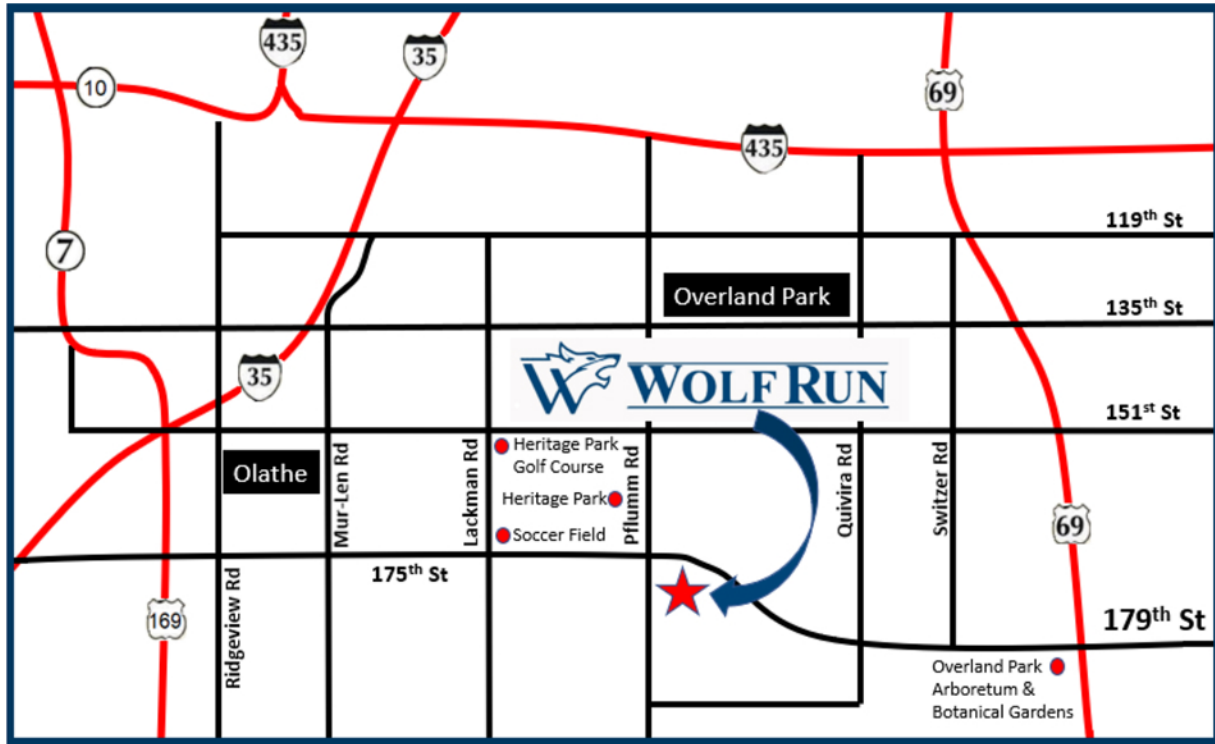 435
35
69
10
435
119th St
7
Overland Park
135th St
35
W WOLF RUN
151st St
Heritage Park
Golf Course
Olathe
Mur-Len Rd
Lackman Rd
Pflumm Rd
Quivira Rd
Switzer Rd
Heritage Park
69
Soccer Field
175th St
169
Ridgeview Rd
179th St
Overland Park
Arboretum &
Botanical Gardens